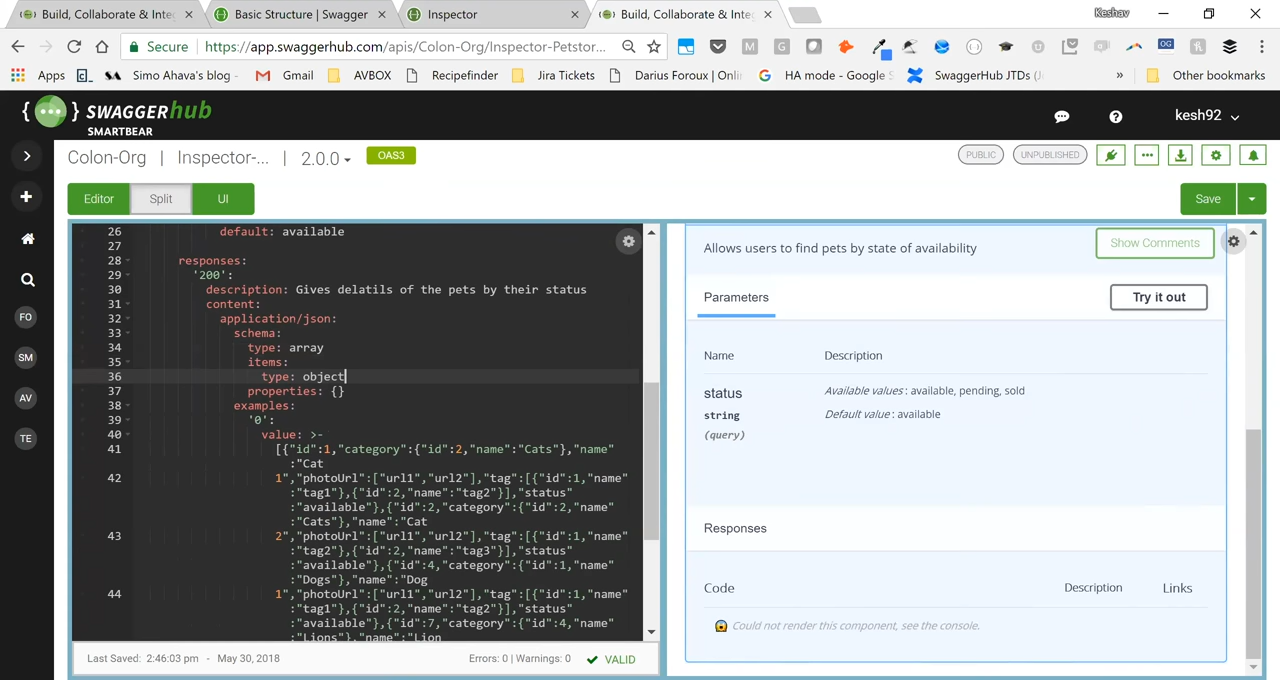 Build, Collaborate & Inte
Basic Structure | Swagger
Inspector
Build, Collaborate & Inte
Keshav
Secure
https://app.swaggerhub.com/apis/Colon-Org/Inspector-Petstor...
Apps
Simo Ahava's blog -
Gmail
AVBOX
Recipefinder
Jira Tickets
Darius Foroux | Onli
HA mode - Google S
SwaggerHub JTDs (J
»
Other bookmarks
{...} SWAGGERhub
SMARTBEAR
kesh92
Colon-Org | Inspector-... | 2.0.0
OAS3
PUBLIC
UNPUBLISHED
FO
SM
AV
TE
Editor
Split
UI
Save
26 default: available
27
28 responses:
29 '200':
30 description: Gives delatils of the pets by their status
31 content:
32 application/json:
33 schema:
34 type: array
35 items:
36 type: object
37 properties: {}
38 examples:
39 '0':
40 value: >-
41 [{"id":1,"category":{"id":2,"name":"Cats"},"name"
:"Cat
42 1","photoUrl":["url1","url2"],"tag":[{"id":1,"name"
:"tag1"},{"id":2,"name":"tag2"}],"status"
:"available"},{"id":2,"category":{"id":2,"name"
:"Cats"},"name":"Cat
43 2","photoUrl":["url1","url2"],"tag":[{"id":1,"name"
:"tag2"},{"id":2,"name":"tag3"}],"status"
:"available"},{"id":4,"category":{"id":1,"name"
:"Dogs"},"name":"Dog
44 1","photoUrl":["url1","url2"],"tag":[{"id":1,"name"
:"tag1"},{"id":2,"name":"tag2"}],"status"
:"available"},{"id":7,"category":{"id":4,"name"
:"Lions"},"name":"Lion
Last Saved: 2:46:03 pm - May 30, 2018
Errors: 0 | Warnings: 0
VALID
Allows users to find pets by state of availability
Show Comments
Parameters
Try it out
Name
Description
status
string
(query)
Available values : available, pending, sold
Default value : available
Responses
Code
Description
Links
Could not render this component, see the console.